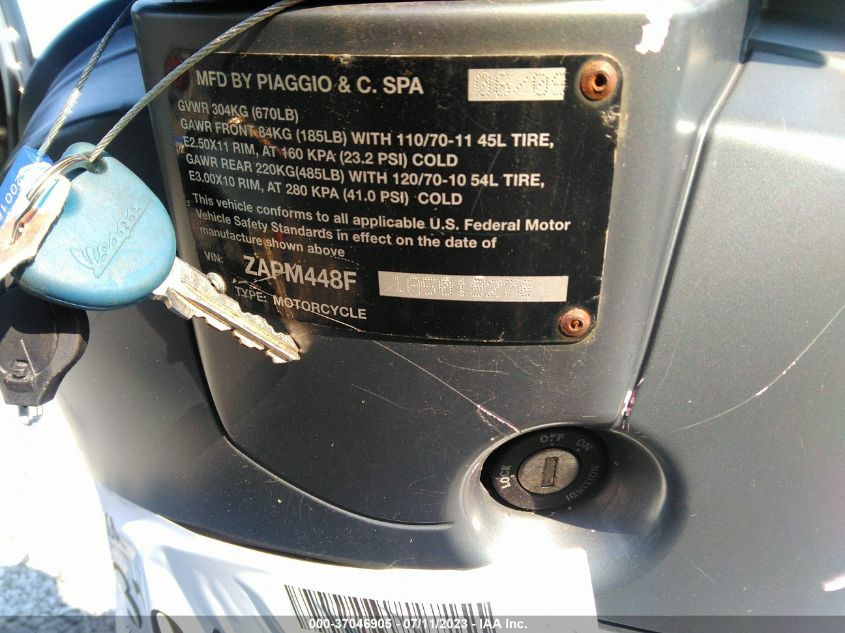 MFD BY PIAGGIO & C. SPA
GVWR 304KG (670LB)
GAWR FRONT 84KG (185LB) WITH 110/70-11 45L TIRE,
E2.50X11 RIM, AT 160 KPA (23.2 PSI) COLD
GAWR REAR 220KG(485LB) WITH 120/70-10 54L TIRE,
E3.00X10 RIM, AT 280 KPA (41.0 PSI) COLD
This vehicle conforms to all applicable U.S. Federal Motor
Vehicle Safety Standards in effect on the date of
manufacture shown above
VIN: ZAPM448F
TYPE: MOTORCYCLE
Vespa
LOCK OFF ON IGNITION
000-37046905 - 07/11/2023 - IAA Inc.